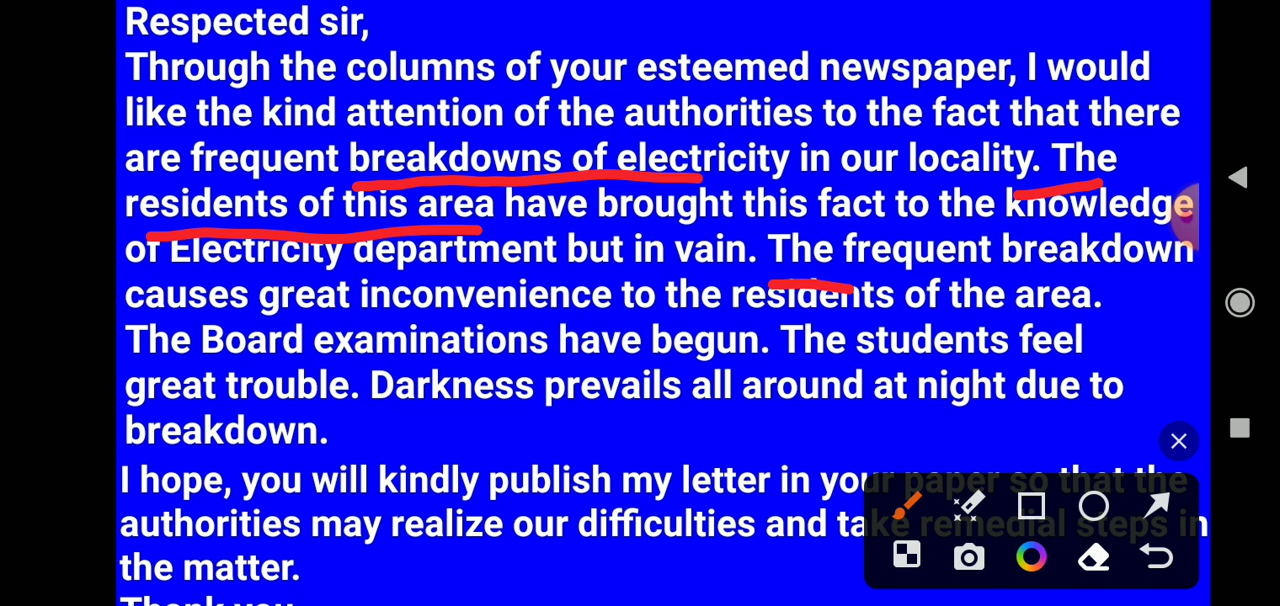 Respected sir,
Through the columns of your esteemed newspaper, I would
like the kind attention of the authorities to the fact that there
are frequent breakdowns of electricity in our locality. The
residents of this area have brought this fact to the knowledge
of Electricity department but in vain. The frequent breakdown
causes great inconvenience to the residents of the area.
The Board examinations have begun. The students feel
great trouble. Darkness prevails all around at night due to
breakdown.
I hope, you will kindly publish my letter in your paper so that the
authorities may realize our difficulties and take remedial steps in
the matter.
Thank you